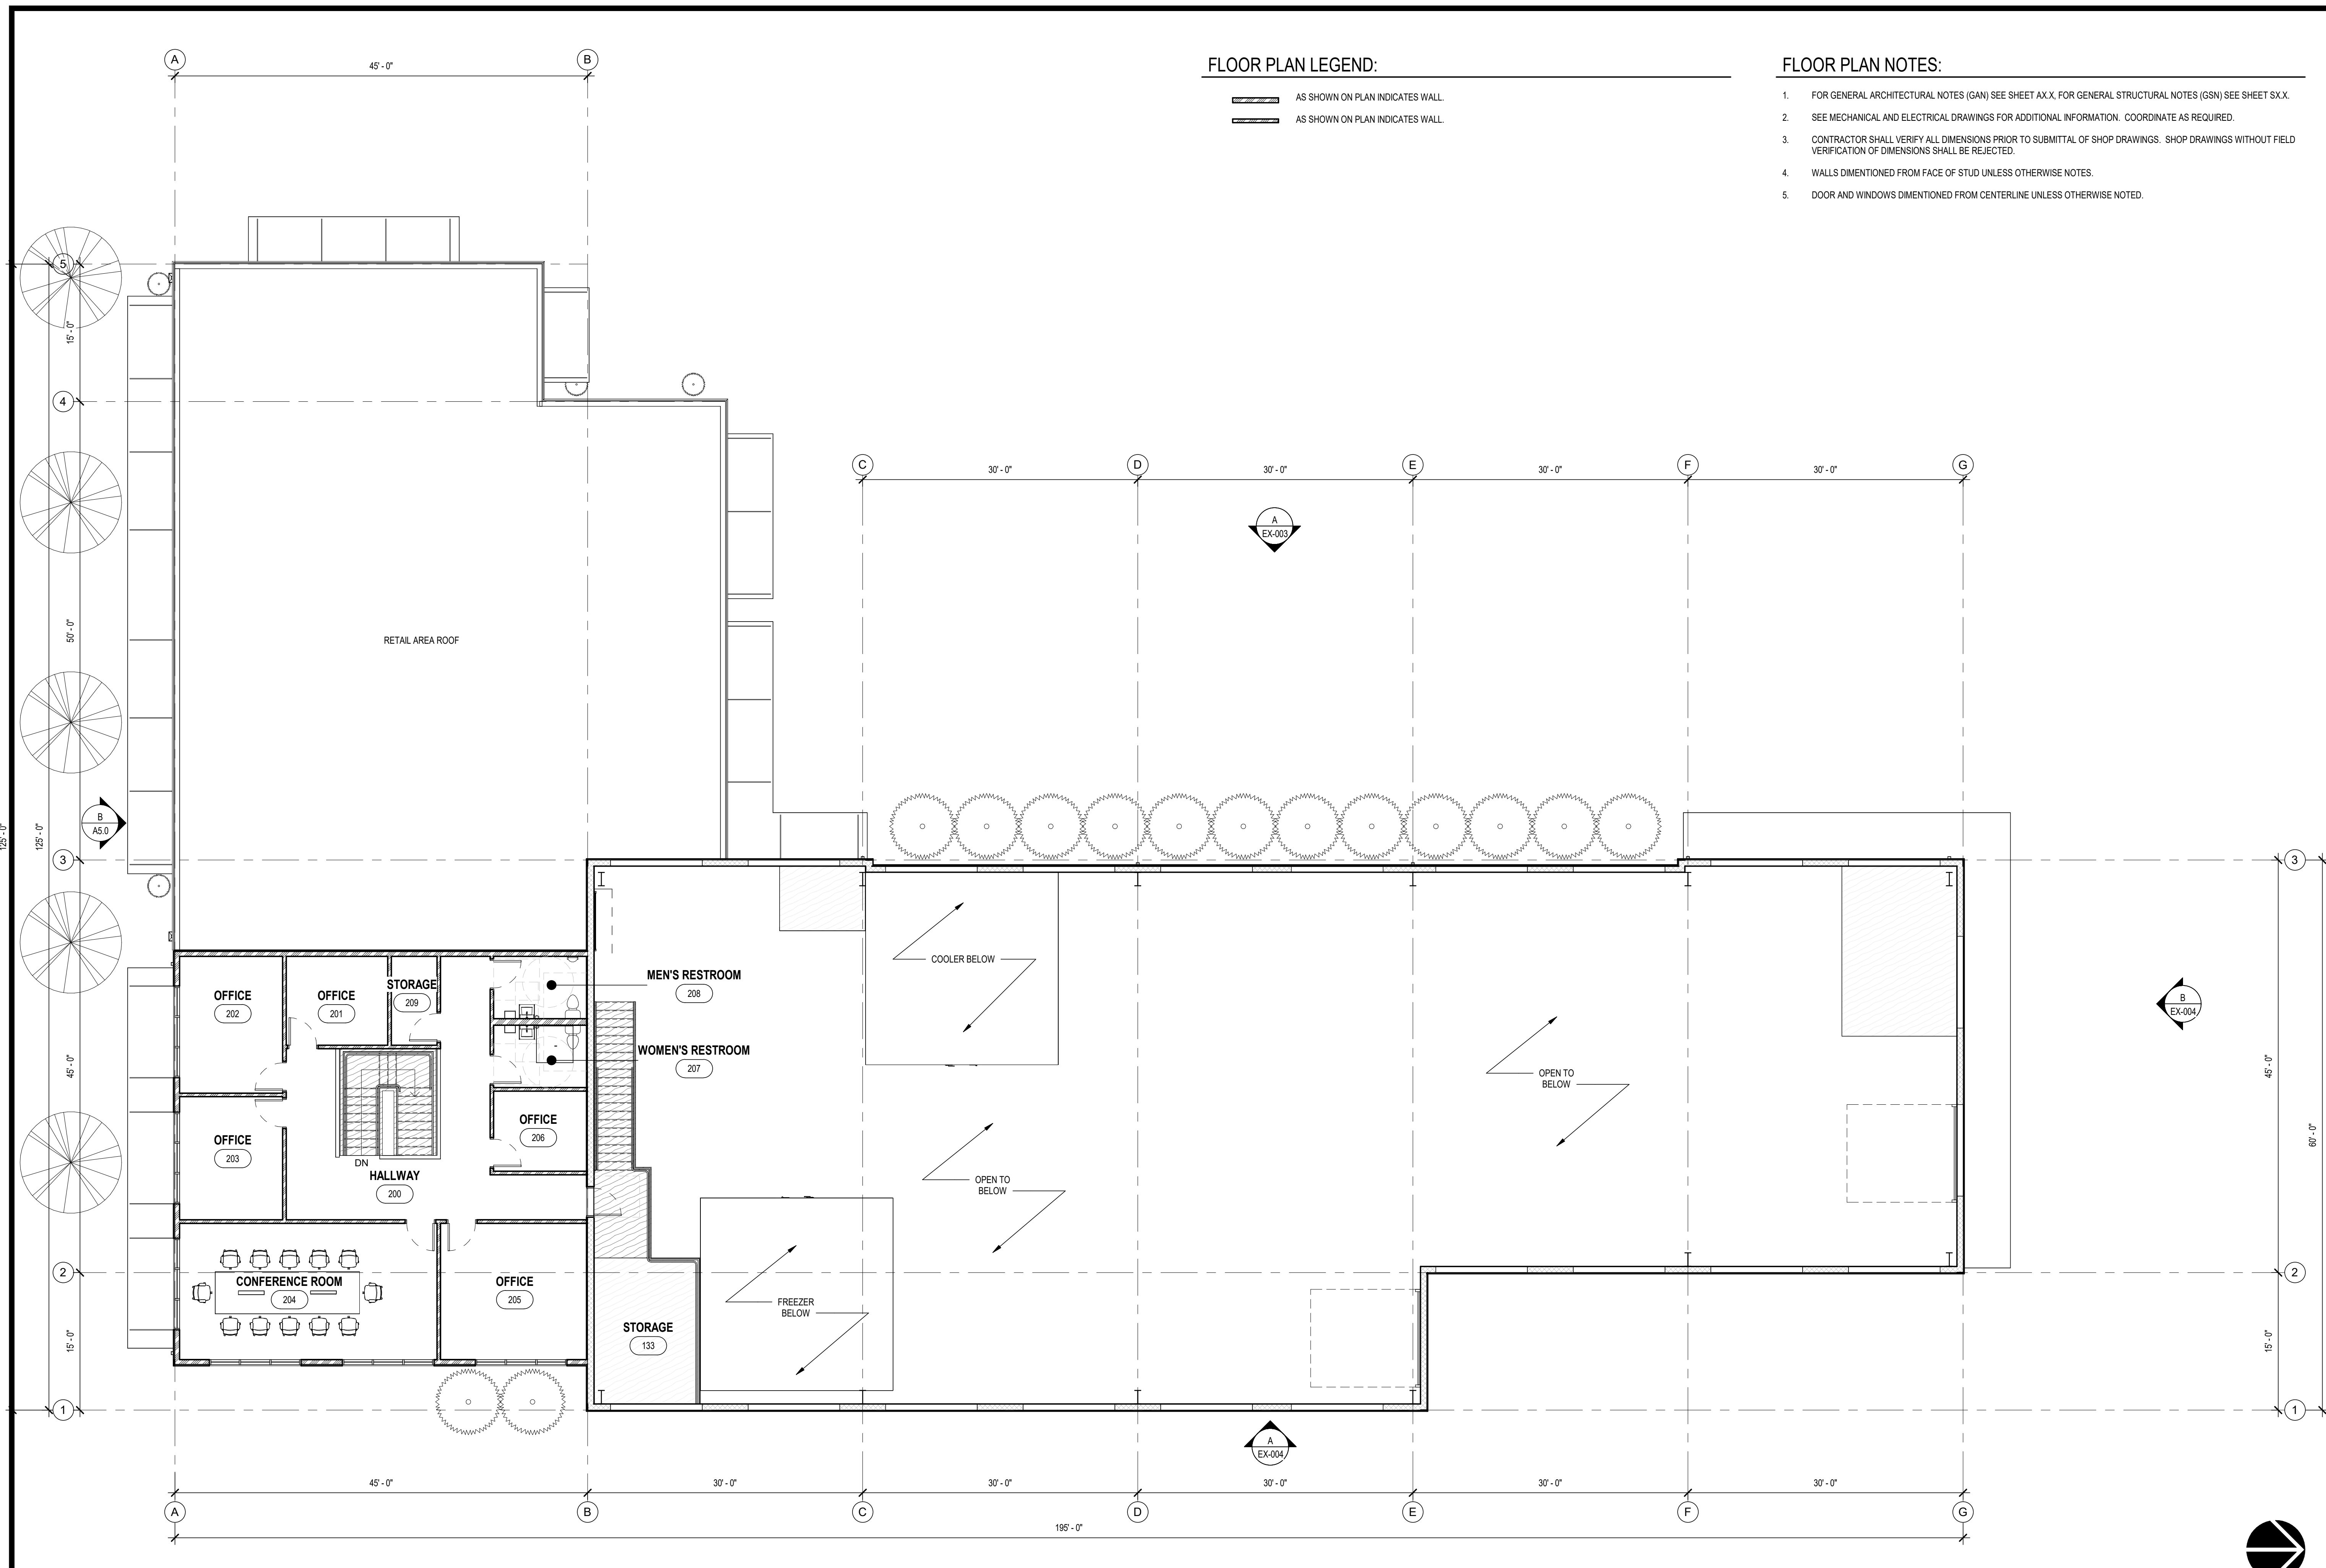 A
45' - 0"
B
FLOOR PLAN LEGEND:
AS SHOWN ON PLAN INDICATES WALL.
AS SHOWN ON PLAN INDICATES WALL.
FLOOR PLAN NOTES:
1. FOR GENERAL ARCHITECTURAL NOTES (GAN) SEE SHEET AX.X, FOR GENERAL STRUCTURAL NOTES (GSN) SEE SHEET SX.X.
2. SEE MECHANICAL AND ELECTRICAL DRAWINGS FOR ADDITIONAL INFORMATION. COORDINATE AS REQUIRED.
3. CONTRACTOR SHALL VERIFY ALL DIMENSIONS PRIOR TO SUBMITTAL OF SHOP DRAWINGS. SHOP DRAWINGS WITHOUT FIELD
VERIFICATION OF DIMENSIONS SHALL BE REJECTED.
4. WALLS DIMENTIONED FROM FACE OF STUD UNLESS OTHERWISE NOTES.
5. DOOR AND WINDOWS DIMENTIONED FROM CENTERLINE UNLESS OTHERWISE NOTED.
5
15' - 0"
4
C
30' - 0"
D
30' - 0"
E
30' - 0"
F
30' - 0"
G
A
EX-003
50' - 0"
RETAIL AREA ROOF
125' - 0"
125' - 0"
B
A5.0
3
3
COOLER BELOW
MEN'S RESTROOM
208
STORAGE
209
OFFICE
202
OFFICE
201
B
EX-004
WOMEN'S RESTROOM
207
45' - 0"
45' - 0"
OPEN TO
BELOW
OFFICE
206
OFFICE
203
60' - 0"
DN
HALLWAY
200
OPEN TO
BELOW
2
2
CONFERENCE ROOM
204
OFFICE
205
FREEZER
BELOW
STORAGE
133
15' - 0"
15' - 0"
1
1
A
EX-004
45' - 0"
30' - 0"
30' - 0"
30' - 0"
30' - 0"
30' - 0"
A
B
C
D
E
F
G
195' - 0"